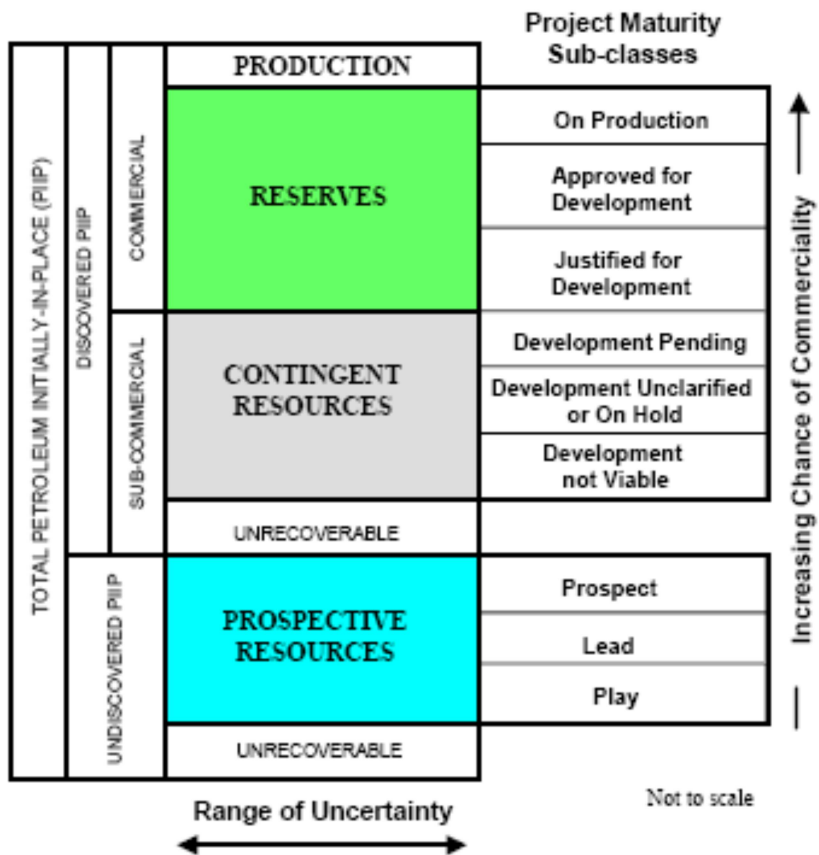 Project Maturity
Sub-classes
PRODUCTION
TOTAL PETROLEUM INITIALLY-IN-PLACE (PIIP)
DISCOVERED PIIP
COMMERCIAL
RESERVES
On Production
Approved for
Development
Justified for
Development
SUB-COMMERCIAL
CONTINGENT
RESOURCES
Development Pending
Development Unclarified
or On Hold
Development
not Viable
UNRECOVERABLE
UNDISCOVERED PIIP
PROSPECTIVE
RESOURCES
Prospect
Lead
Play
UNRECOVERABLE
Increasing Chance of Commerciality
Range of Uncertainty
Not to scale